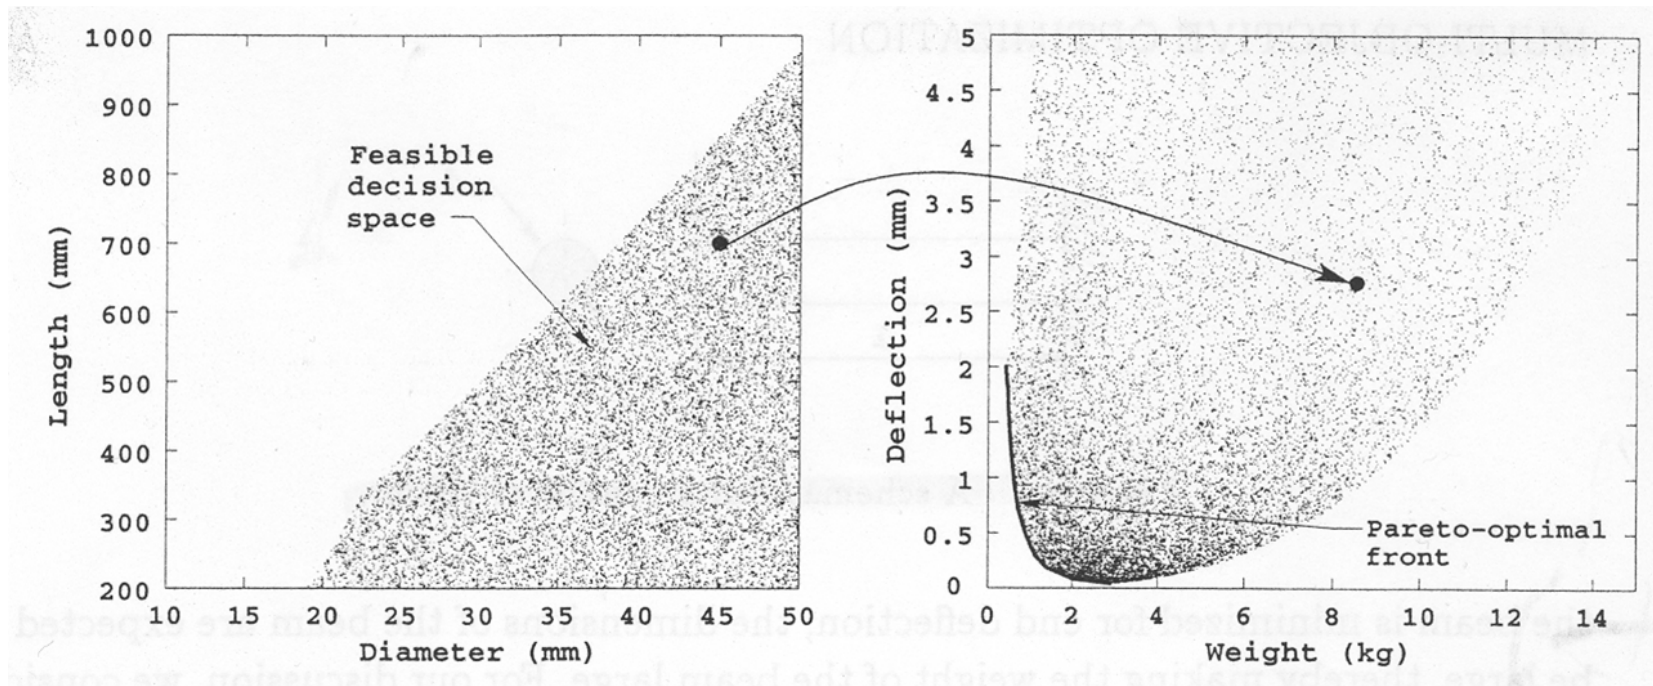 1000
900
800
700
600
500
400
300
200
Length (mm)
Feasible
decision
space
10 15 20 25 30 35 40 45 50
Diameter (mm)
5
4.5
4
3.5
3
2.5
2
1.5
1
0.5
0
Deflection (mm)
Pareto-optimal
front
0 2 4 6 8 10 12 14
Weight (kg)